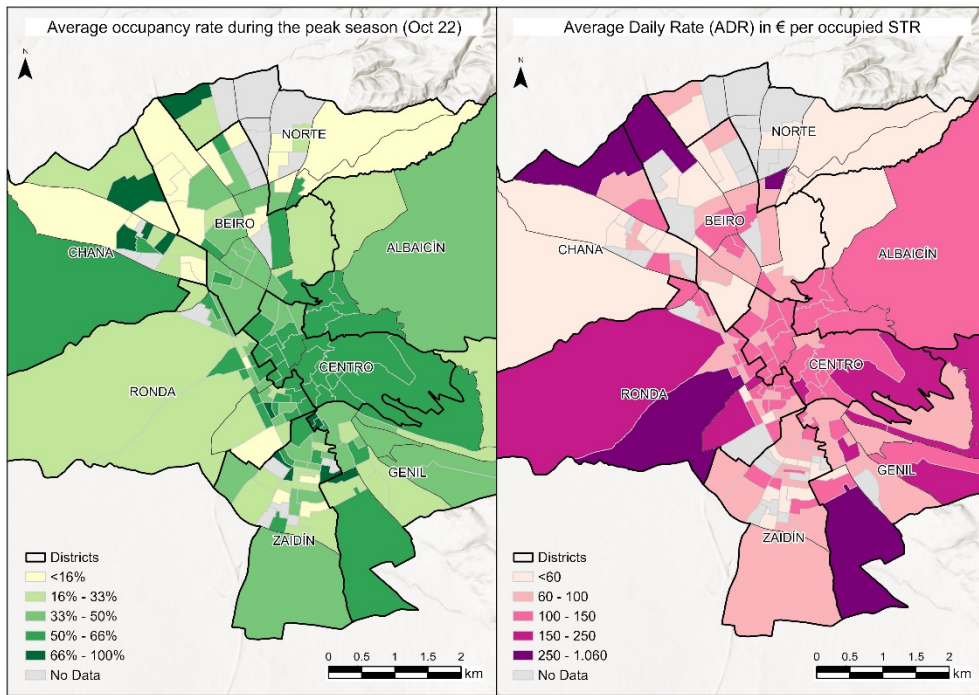 Average occupancy rate during the peak season (Oct 22)
N
NORTE
BEIRO
ALBAICÍN
CHANA
CENTRO
RONDA
GENIL
ZAIDÍN
Districts
<16%
16% - 33%
33% - 50%
50% - 66%
66% - 100%
No Data
0 0.5 1 1.5 2
km
Average Daily Rate (ADR) in € per occupied STR
N
NORTE
BEIRO
ALBAICÍN
CHANA
CENTRO
RONDA
GENIL
ZAIDÍN
Districts
<60
60 - 100
100 - 150
150 - 250
250 - 1.060
No Data
0 0.5 1 1.5 2
km